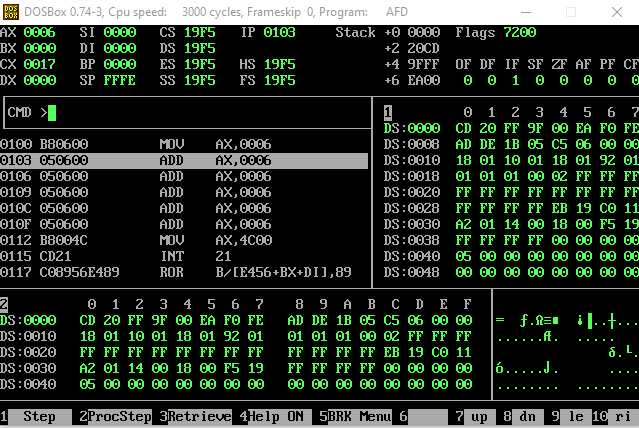 DOSBox 0.74-3, Cpu speed: 3000 cycles, Frameskip 0, Program: AFD
AX 0006 SI 0000 CS 19F5 IP 0103 Stack +0 0000 Flags 7200
BX 0000 DI 0000 DS 19F5 +2 20CD
CX 0017 BP 0000 ES 19F5 HS 19F5 +4 9FFF OF DF IF SF ZF AF PF CF
DX 0000 SP FFFE SS 19F5 FS 19F5 +6 EA00 0 0 1 0 0 0 0 0
CMD > 1 0 1 2 3 4 5 6 7
DS:0000 CD 20 FF 9F 00 EA F0 FE
0100 B80600 MOV AX,0006 DS:0008 AD DE 1B 05 C5 06 00 00
0103 050600 ADD AX,0006 DS:0010 18 01 10 01 18 01 92 01
0106 050600 ADD AX,0006 DS:0018 01 01 01 00 02 FF FF FF
0109 050600 ADD AX,0006 DS:0020 FF FF FF FF FF FF FF FF
010C 050600 ADD AX,0006 DS:0028 FF FF FF FF EB 19 C0 11
010F 050600 ADD AX,0006 DS:0030 A2 01 14 00 18 00 F5 19
0112 B8004C MOV AX,4C00 DS:0038 FF FF FF FF 00 00 00 00
0115 CD21 INT 21 DS:0040 05 00 00 00 00 00 00 00
0117 C08956E489 ROR B/[E456+BX+DI],89 DS:0048 00 00 00 00 00 00 00 00
2 0 1 2 3 4 5 6 7 8 9 A B C D E F
DS:0000 CD 20 FF 9F 00 EA F0 FE AD DE 1B 05 C5 06 00 00
DS:0010 18 01 10 01 18 01 92 01 01 01 01 00 02 FF FF FF
DS:0020 FF FF FF FF FF FF FF FF FF FF FF FF EB 19 C0 11
DS:0030 A2 01 14 00 18 00 F5 19 FF FF FF FF 00 00 00 00
DS:0040 05 00 00 00 00 00 00 00 00 00 00 00 00 00 00 00
1 Step 2 ProcStep 3 Retrieve 4 Help ON 5 BRK Menu 6 7 up 8 dn 9 le 10 ri